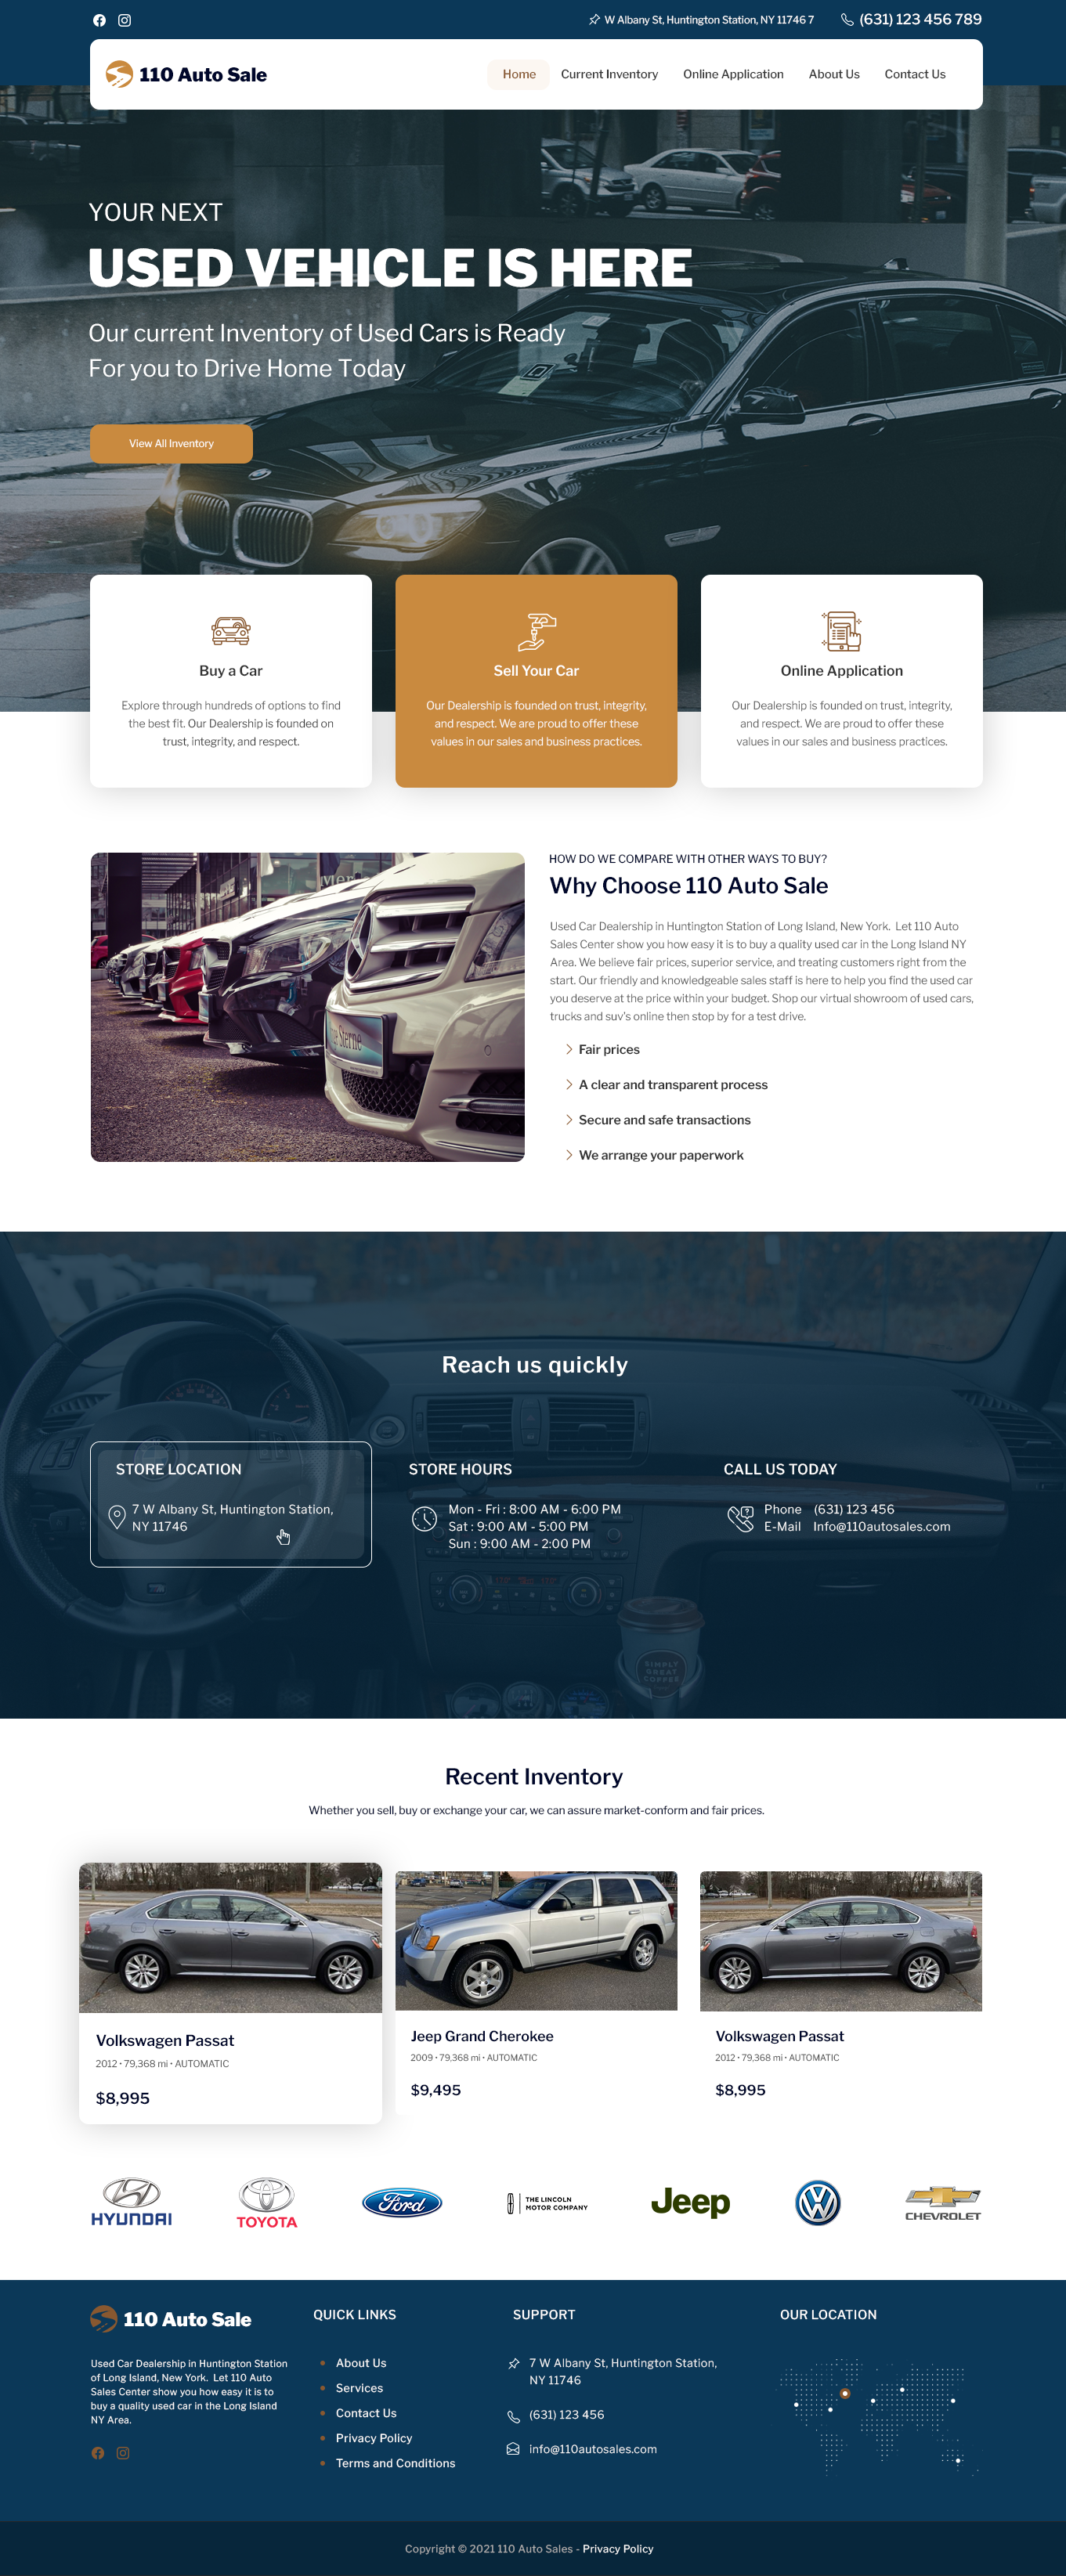 W Albany St, Huntington Station, NY 11746 7
(631) 123 456 789
110 Auto Sale
Home
Current Inventory
Online Application
About Us
Contact Us
YOUR NEXT
USED VEHICLE IS HERE
Our current Inventory of Used Cars is Ready
For you to Drive Home Today
View All Inventory
Buy a Car
Explore through hundreds of options to find
the best fit. Our Dealership is founded on
trust, integrity, and respect.
Sell Your Car
Our Dealership is founded on trust, integrity,
and respect. We are proud to offer these
values in our sales and business practices.
Online Application
Our Dealership is founded on trust, integrity,
and respect. We are proud to offer these
values in our sales and business practices.
HOW DO WE COMPARE WITH OTHER WAYS TO BUY?
Why Choose 110 Auto Sale
Used Car Dealership in Huntington Station of Long Island, New York. Let 110 Auto
Sales Center show you how easy it is to buy a quality used car in the Long Island NY
Area. We believe fair prices, superior service, and treating customers right from the
start. Our friendly and knowledgeable sales staff is here to help you find the used car
you deserve at the price within your budget. Shop our virtual showroom of used cars,
trucks and suv's online then stop by for a test drive.
Fair prices
A clear and transparent process
Secure and safe transactions
We arrange your paperwork
Sterne
Reach us quickly
STORE LOCATION
7 W Albany St, Huntington Station,
NY 11746
STORE HOURS
Mon - Fri : 8:00 AM - 6:00 PM
Sat : 9:00 AM - 5:00 PM
Sun : 9:00 AM - 2:00 PM
CALL US TODAY
Phone (631) 123 456
E-Mail Info@110autosales.com
SIMPLY
GREAT
COFFEE
Recent Inventory
Whether you sell, buy or exchange your car, we can assure market-conform and fair prices.
Volkswagen Passat
2012 • 79,368 mi • AUTOMATIC
$8,995
Jeep Grand Cherokee
2009 • 79,368 mi • AUTOMATIC
$9,495
Volkswagen Passat
2012 • 79,368 mi • AUTOMATIC
$8,995
HYUNDAI
TOYOTA
Ford
THE LINCOLN
MOTOR COMPANY
Jeep
CHEVROLET
110 Auto Sale
Used Car Dealership in Huntington Station
of Long Island, New York. Let 110 Auto
Sales Center show you how easy it is to
buy a quality used car in the Long Island
NY Area.
QUICK LINKS
About Us
Services
Contact Us
Privacy Policy
Terms and Conditions
SUPPORT
7 W Albany St, Huntington Station,
NY 11746
(631) 123 456
info@110autosales.com
OUR LOCATION
Copyright © 2021 110 Auto Sales - Privacy Policy